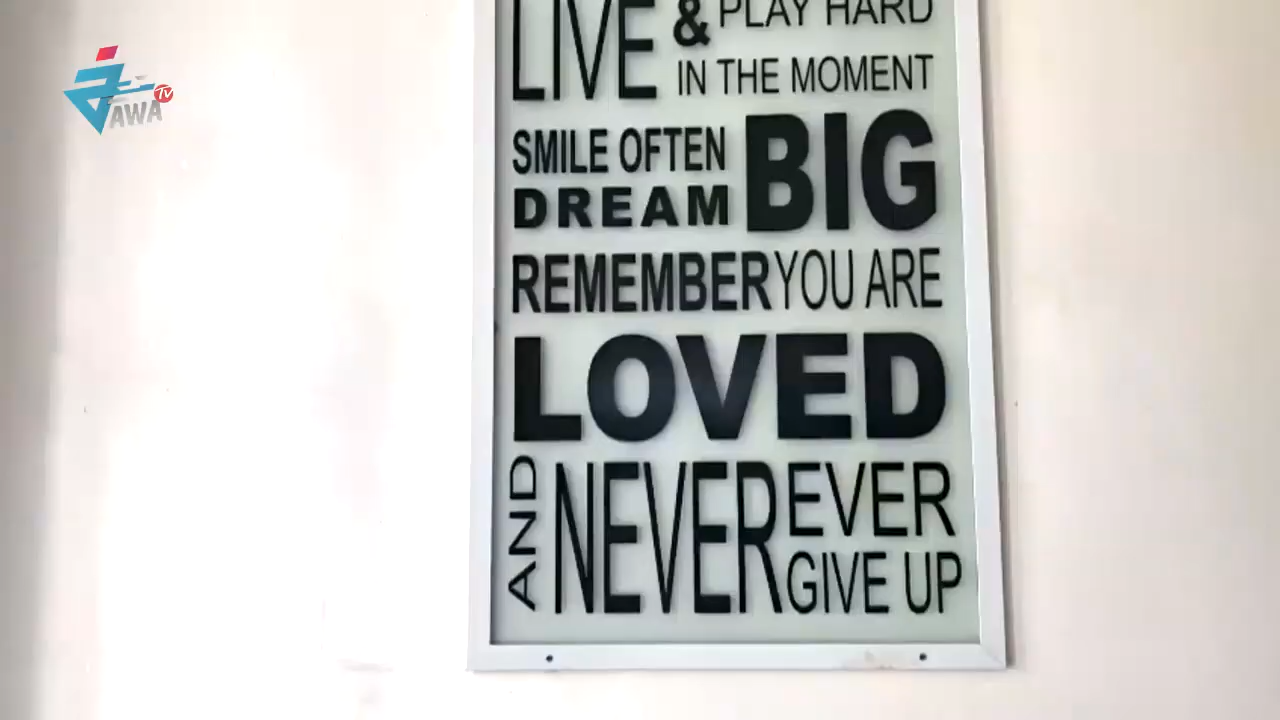 AWA TV
& PLAY HARD
LIVE IN THE MOMENT
SMILE OFTEN
DREAM BIG
REMEMBER YOU ARE
LOVED
AND NEVER EVER
GIVE UP